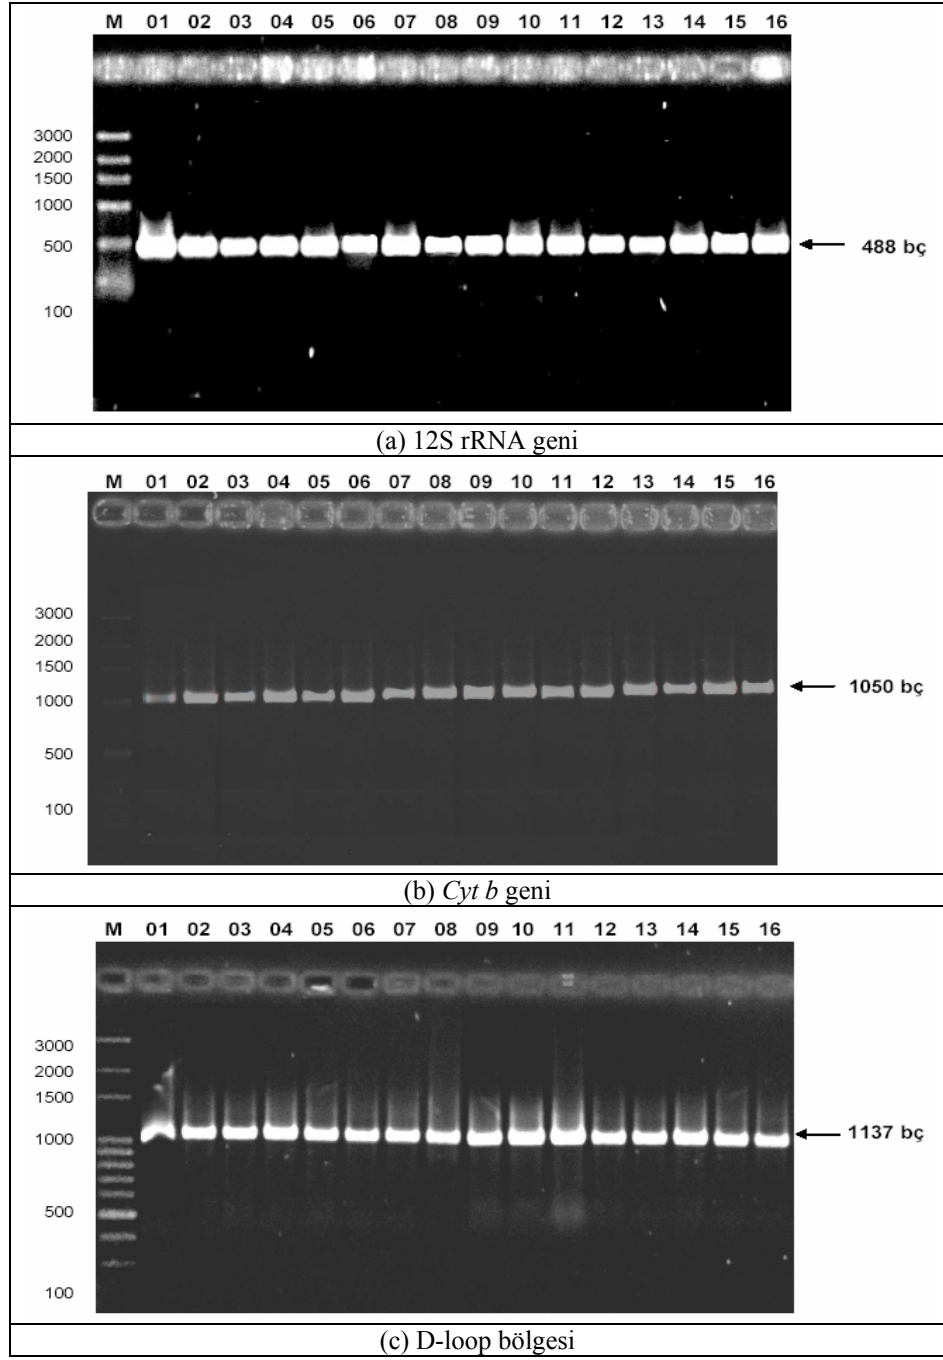 M 01 02 03 04 05 06 07 08 09 10 11 12 13 14 15 16
3000
2000
1500
1000
500
488 bç
100
(a) 12S rRNA geni
M 01 02 03 04 05 06 07 08 09 10 11 12 13 14 15 16
3000
2000
1500
1050 bç
1000
500
100
(b) Cyt b geni
M 01 02 03 04 05 06 07 08 09 10 11 12 13 14 15 16
3000
2000
1500
1000
1137 bç
500
100
(c) D-loop bölgesi